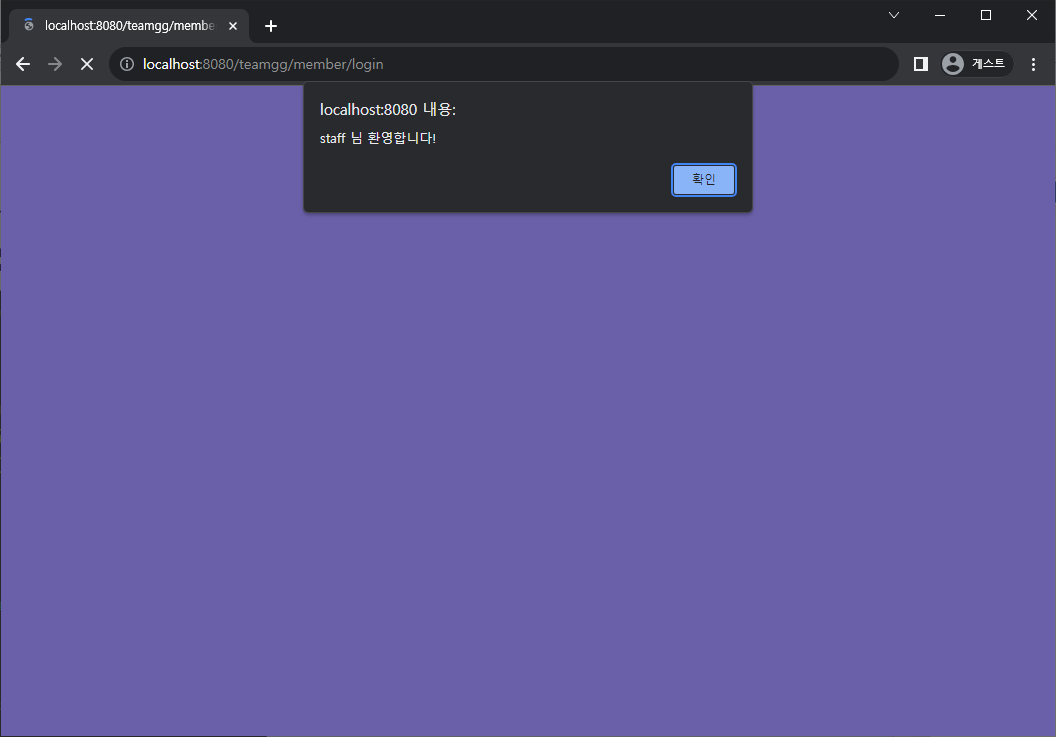 localhost:8080/teamgg/membe
localhost:8080/teamgg/member/login
게스트
localhost:8080 내용:
staff 님 환영합니다!
확인